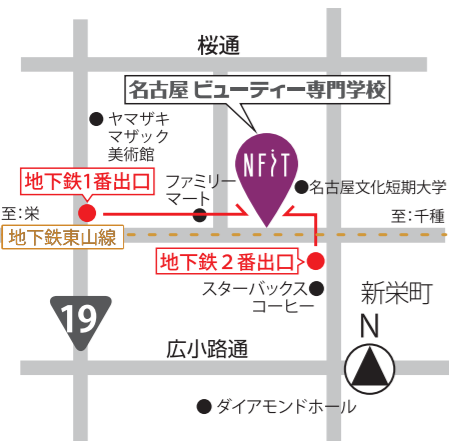 桜通
名古屋 ビューティー専門学校
ヤマザキ
マザック
美術館
NFiT
地下鉄1番出口
ファミリー
マート
名古屋文化短期大学
至：栄
至：千種
地下鉄東山線
地下鉄２番出口
スターバックス
コーヒー
新栄町
19
N
広小路通
ダイアモンドホール